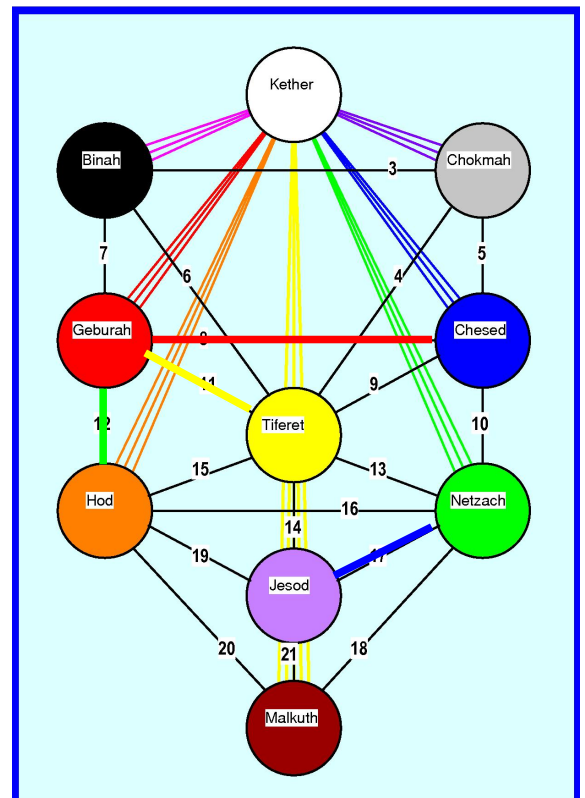 Kether
Binah
Chokmah
3
7
6
4
5
Geburah
8
Chesed
11
9
12
Tiferet
10
Hod
15
13
Netzach
16
14
19
17
Jesod
20
21
18
Malkuth